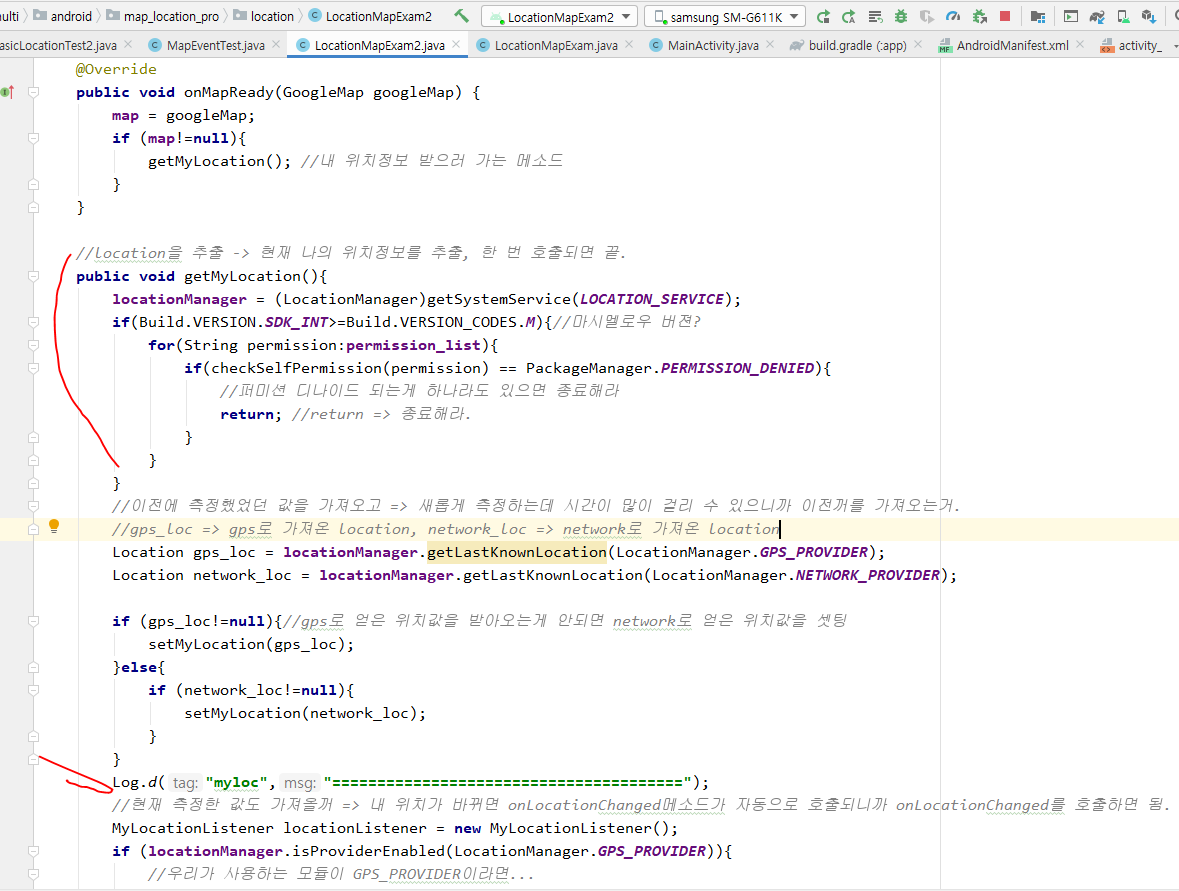 ulti android map_location_pro location LocationMapExam2 LocationMapExam2 samsung SM-G611K
asicLocationTest2.java MapEventTest.java LocationMapExam2.java LocationMapExam.java MainActivity.java build.gradle (:app) AndroidManifest.xml activity_
@Override
public void onMapReady(GoogleMap googleMap) {
map = googleMap;
if (map!=null){
getMyLocation(); //내 위치정보 받으러 가는 메소드
}
}
//location을 추출 -> 현재 나의 위치정보를 추출, 한 번 호출되면 끝.
public void getMyLocation(){
locationManager = (LocationManager)getSystemService(LOCATION_SERVICE);
if(Build.VERSION.SDK_INT>=Build.VERSION_CODES.M){//마시멜로우 버젼?
for(String permission:permission_list){
if(checkSelfPermission(permission) == PackageManager.PERMISSION_DENIED){
//퍼미션 디나이드 되는게 하나라도 있으면 종료해라
return; //return => 종료해라.
}
}
}
//이전에 측정했었던 값을 가져오고 => 새롭게 측정하는데 시간이 많이 걸리 수 있으니까 이전꺼를 가져오는거.
//gps_loc => gps로 가져온 location, network_loc => network로 가져온 Location
Location gps_loc = locationManager.getLastKnownLocation(LocationManager.GPS_PROVIDER);
Location network_loc = locationManager.getLastKnownLocation(LocationManager.NETWORK_PROVIDER);
if (gps_loc!=null){//gps로 얻은 위치값을 받아오는게 안되면 network로 얻은 위치값을 셋팅
setMyLocation(gps_loc);
}else{
if (network_loc!=null){
setMyLocation(network_loc);
}
}
Log.d( tag: "myloc", msg: "=======================================");
//현재 측정한 값도 가져올까 => 내 위치가 바뀌면 onLocationChanged메소드가 자동으로 호출되니까 onLocationChanged를 호출하면 됨.
MyLocationListener locationListener = new MyLocationListener();
if (locationManager.isProviderEnabled(LocationManager.GPS_PROVIDER)){
//우리가 사용하는 모듈이 GPS_PROVIDER이라면...